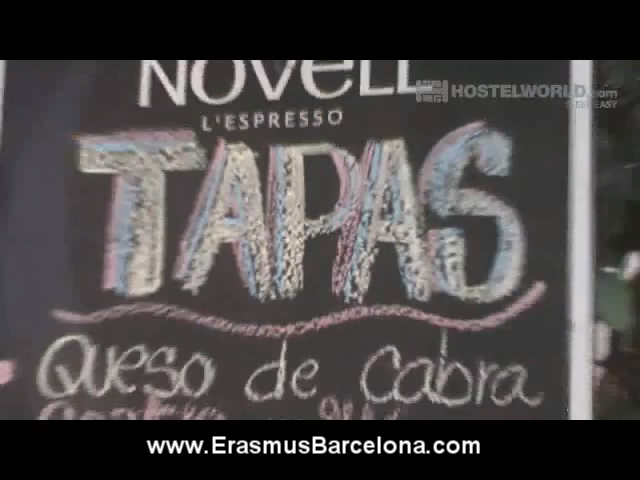 NOVELL
HOSTELWORLD.com
L'ESPRESSO
TAPAS
Queso de Cabra
www.ErasmusBarcelona.com